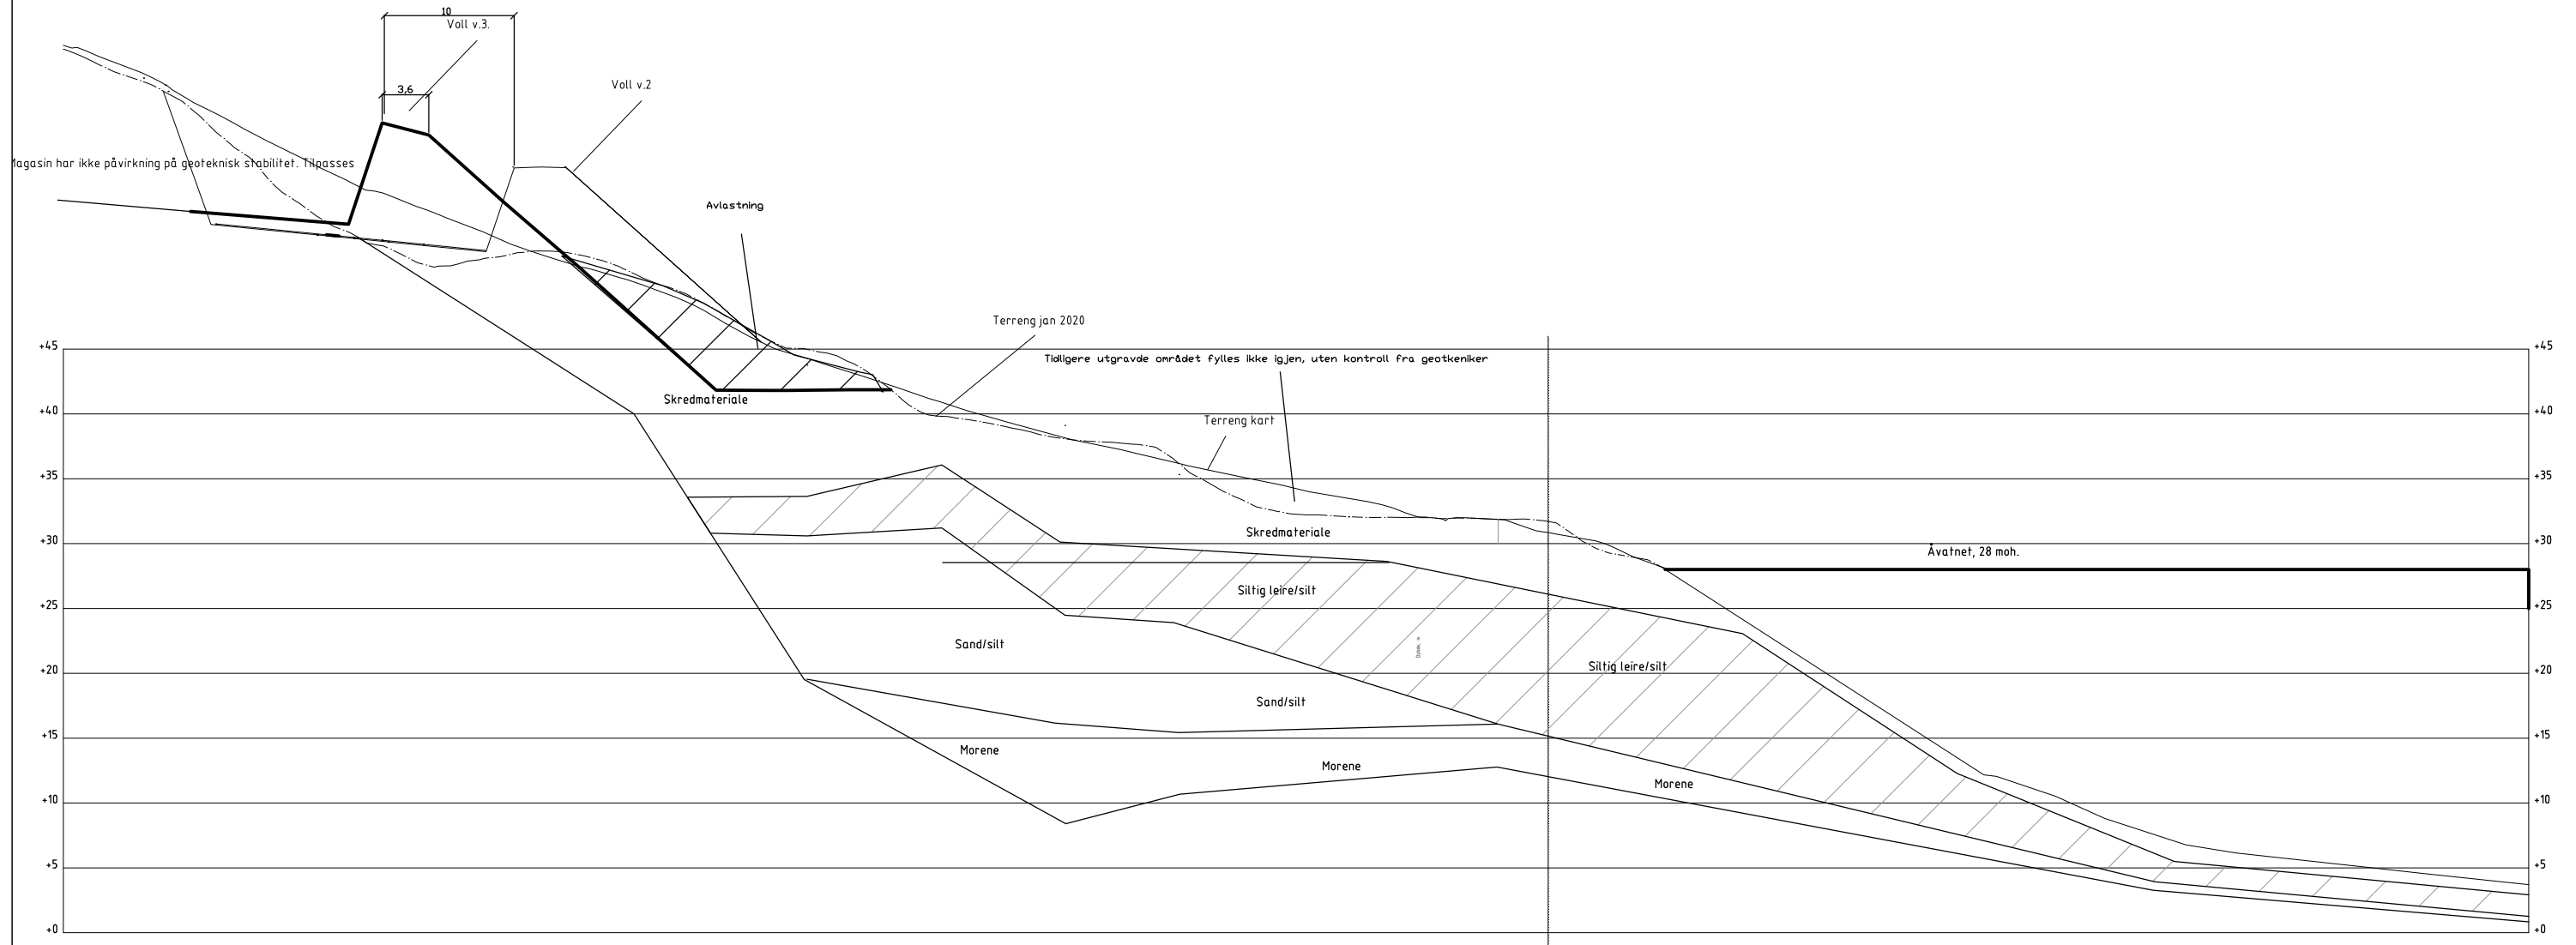 10
Voll v.3.
Voll v.2
3,6
Magasin har ikke påvirkning på geoteknisk stabilitet. Tilpasses
Avlastning
Terreng jan 2020
+45
+45
Tidligere utgravde området fylles ikke igjen, uten kontroll fra geotkeniker
Skredmateriale
+40
+40
Terreng kart
+35
+35
Skredmateriale
+30
+30
Åvatnet, 28 moh.
Siltig leire/silt
+25
+25
Sand/silt
Siltig leire/silt
+20
+20
Sand/silt
+15
+15
Morene
Morene
Morene
+10
+10
+5
+5
+0
+0